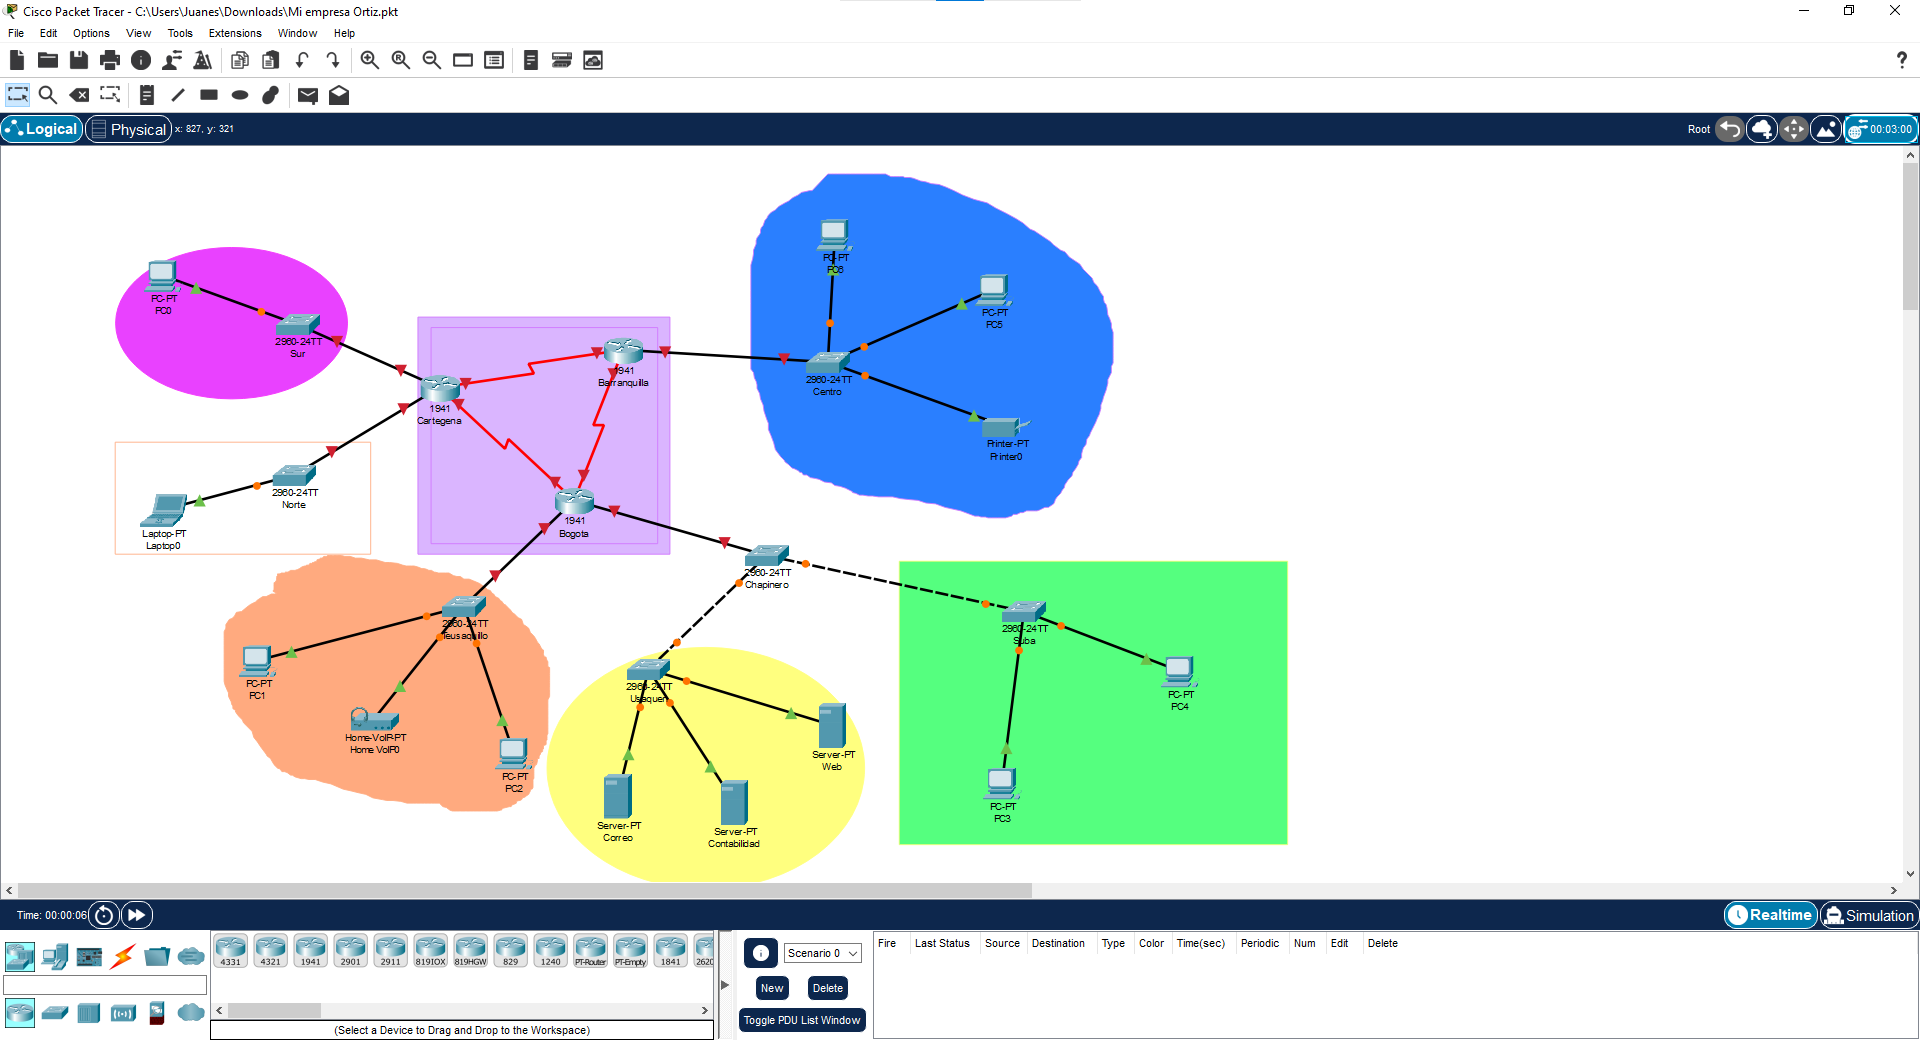 Cisco Packet Tracer - C:\Users\Juanes\Downloads\Mi empresa Ortiz.pkt
File Edit Options View Tools Extensions Window Help
Logical Physical x: 827, y: 321 Root 00:03:00
PC-PT
PC0
2960-24TT
Sur
1941
Cartegena
1941
Barranquilla
1941
Bogota
PC-PT
PC6
PC-PT
PC5
2960-24TT
Centro
Printer-PT
Printer0
2960-24TT
Norte
Laptop-PT
Laptop0
2960-24TT
Chapinero
2960-24TT
Teusaquillo
PC-PT
PC1
Home-VoIP-PT
Home VoIP0
PC-PT
PC2
2960-24TT
Usaquen
Server-PT
Web
Server-PT
Correo
Server-PT
Contabilidad
2960-24TT
Suba
PC-PT
PC4
PC-PT
PC3
Time: 00:00:06 Realtime Simulation
4331 4321 1941 2901 2911 819IOX 819HGW 829 1240 PT-Router PT-Empty 1841 2620
(Select a Device to Drag and Drop to the Workspace)
Scenario 0
New Delete
Toggle PDU List Window
Fire Last Status Source Destination Type Color Time(sec) Periodic Num Edit Delete